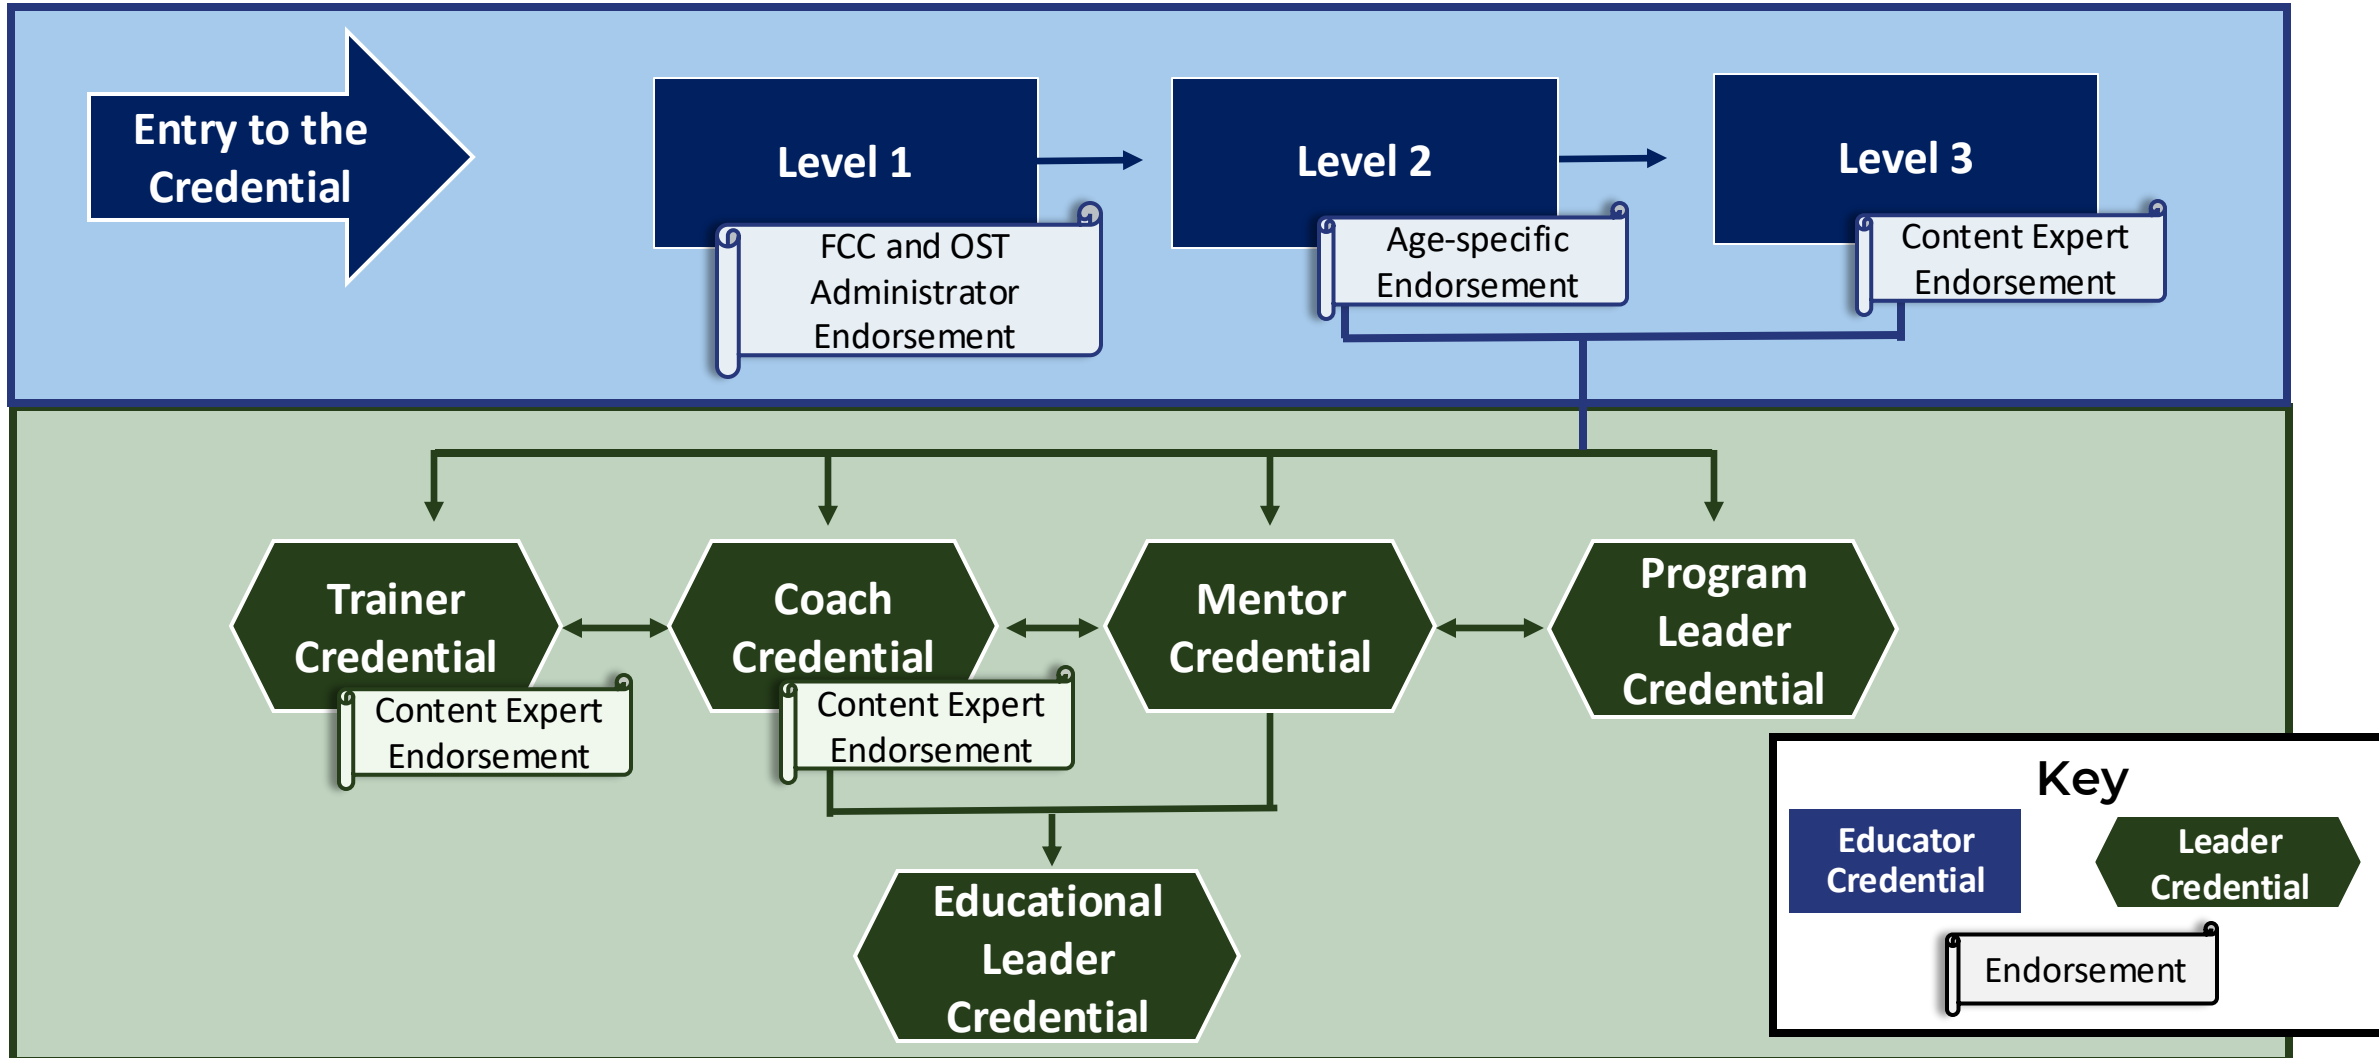 Entry to the
Credential
Level 1
FCC and OST
Administrator
Endorsement
Level 2
Age-specific
Endorsement
Level 3
Content Expert
Endorsement
Trainer
Credential
Content Expert
Endorsement
Coach
Credential
Content Expert
Endorsement
Mentor
Credential
Program
Leader
Credential
Educational
Leader
Credential
Key
Educator
Credential
Leader
Credential
Endorsement